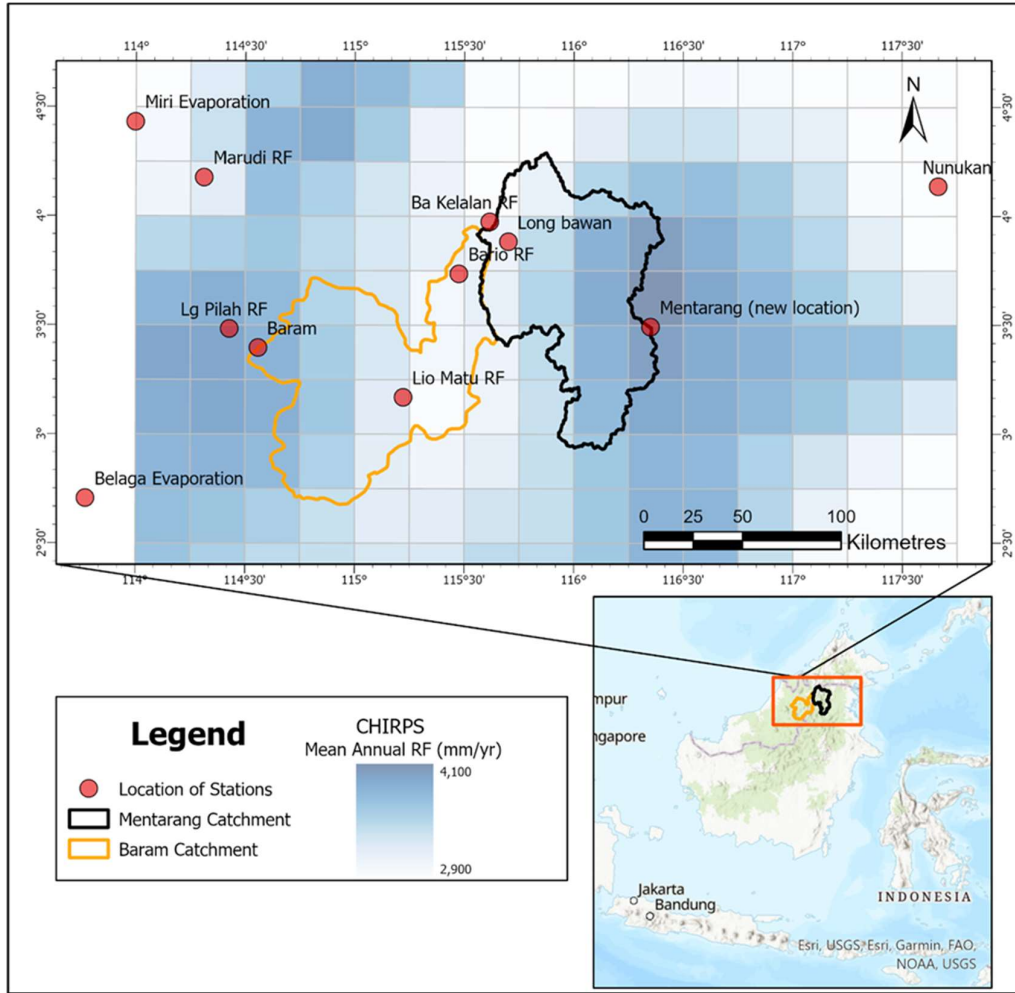 114°
114°30'
115°
115°30'
116°
116°30'
117°
117°30'
4°30'
4°30'
N
Miri Evaporation
Marudi RF
Nunukan
4°
4°
Ba Kelalan RF
Long bawan
Bario RF
3°30'
3°30'
Lg Pilah RF
Mentarang (new location)
Baram
Lio Matu RF
3°
3°
Belaga Evaporation
0 25 50 100
Kilometres
2°30'
2°30'
114°
114°30'
115°
115°30'
116°
116°30'
117°
117°30'
Legend
CHIRPS
Mean Annual RF (mm/yr)
4,100
Location of Stations
Mentarang Catchment
Baram Catchment
2,900
mpur
ngapore
INDONESIA
Jakarta
Bandung
Esri, USGS, Esri, Garmin, FAO,
NOAA, USGS